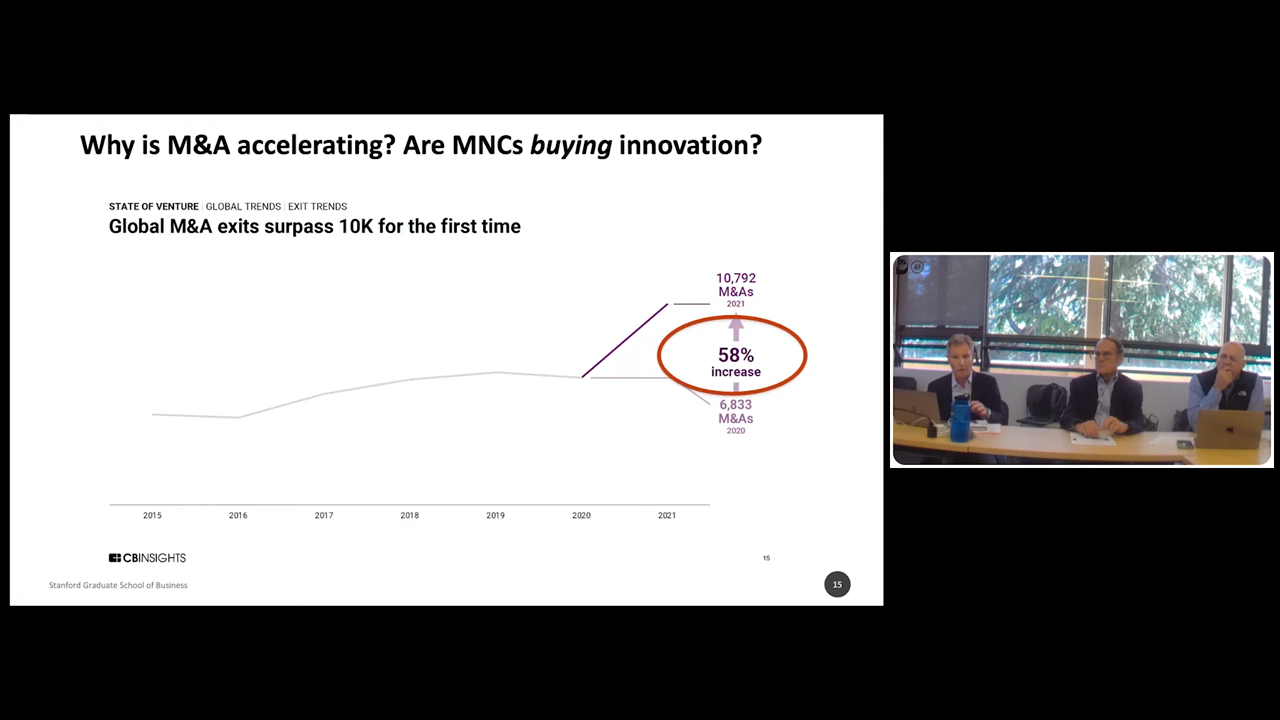 Why is M&A accelerating? Are MNCs buying innovation?
STATE OF VENTURE | GLOBAL TRENDS | EXIT TRENDS
Global M&A exits surpass 10K for the first time
10,792
M&As
2021
58%
increase
6,833
M&As
2020
2015 2016 2017 2018 2019 2020 2021
CBINSIGHTS
15
Stanford Graduate School of Business
15